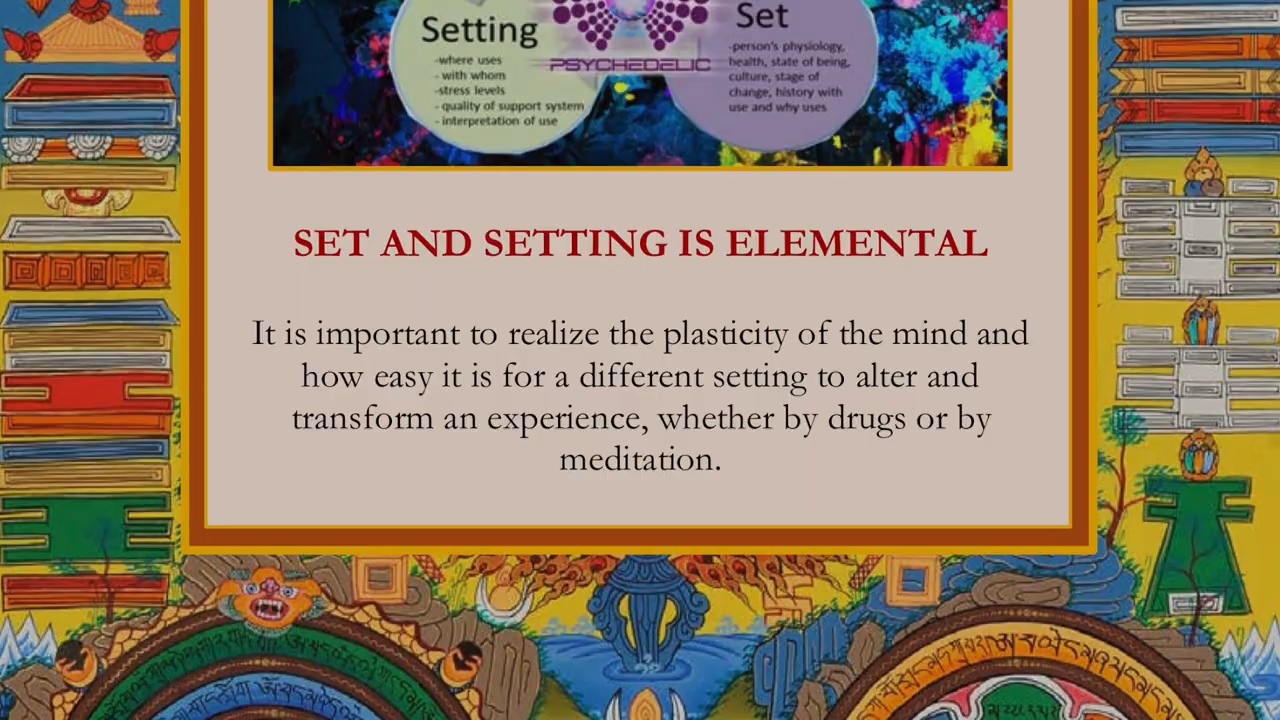 Setting
-where uses
- with whom
-stress levels
- quality of support system
- interpretation of use
PSYCHEDELIC
Set
-person's physiology,
health, state of being,
culture, stage of
change, history with
use and why uses
SET AND SETTING IS ELEMENTAL
It is important to realize the plasticity of the mind and
how easy it is for a different setting to alter and
transform an experience, whether by drugs or by
meditation.